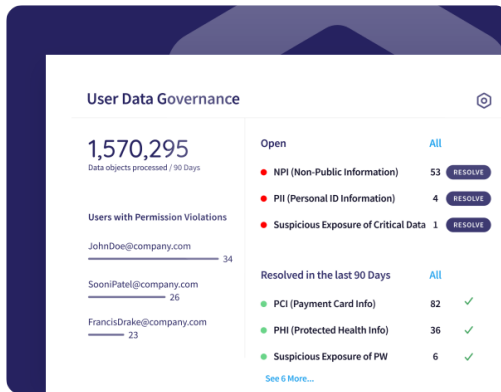 User Data Governance
1,570,295
Data objects processed / 90 Days
Users with Permission Violations
JohnDoe@company.com
34
SooniPatel@company.com
26
FrancisDrake@company.com
23
Open All
NPI (Non-Public Information) 53 RESOLVE
PII (Personal ID Information) 4 RESOLVE
Suspicious Exposure of Critical Data 1 RESOLVE
Resolved in the last 90 Days All
PCI (Payment Card Info) 82
PHI (Protected Health Info) 36
Suspicious Exposure of PW 6
See 6 More...